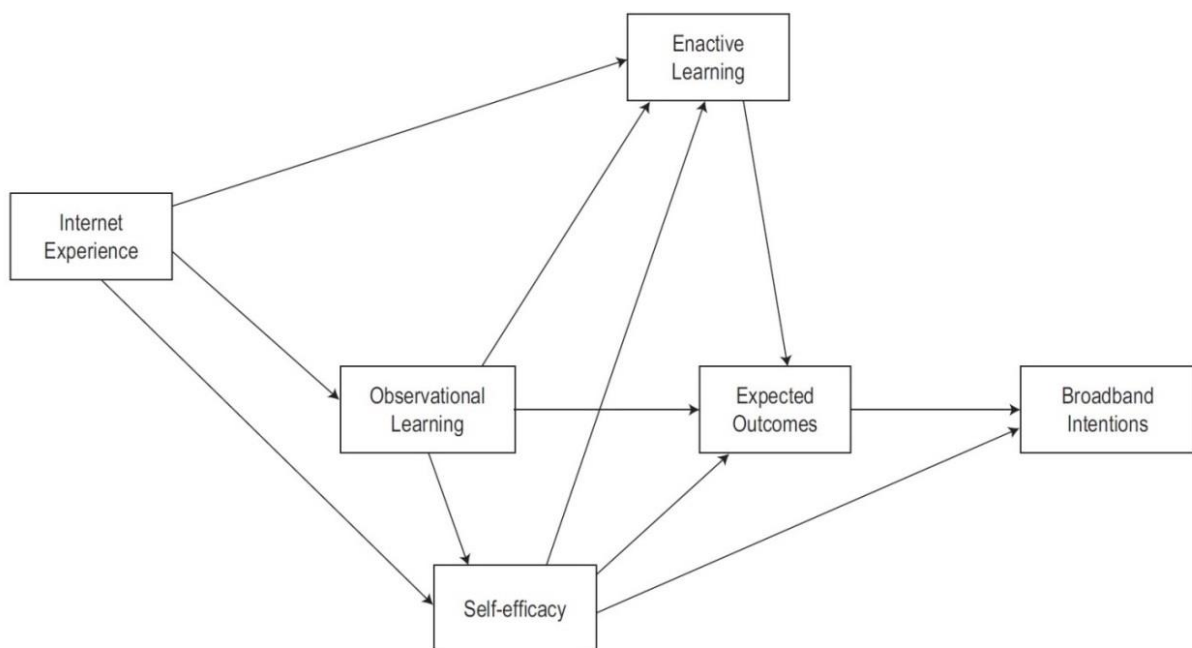 Enactive
Learning
Internet
Experience
Observational
Learning
Expected
Outcomes
Broadband
Intentions
Self-efficacy